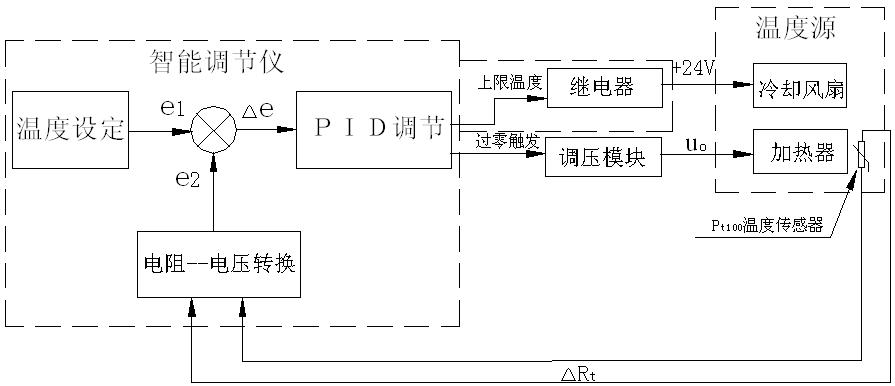 温度源
智能调节仪
上限温度
继电器
+24V
冷却风扇
温度设定
e1
△e
PID调节
过零触发
调压模块
uo
加热器
e2
Pt100温度传感器
电阻--电压转换
△Rt